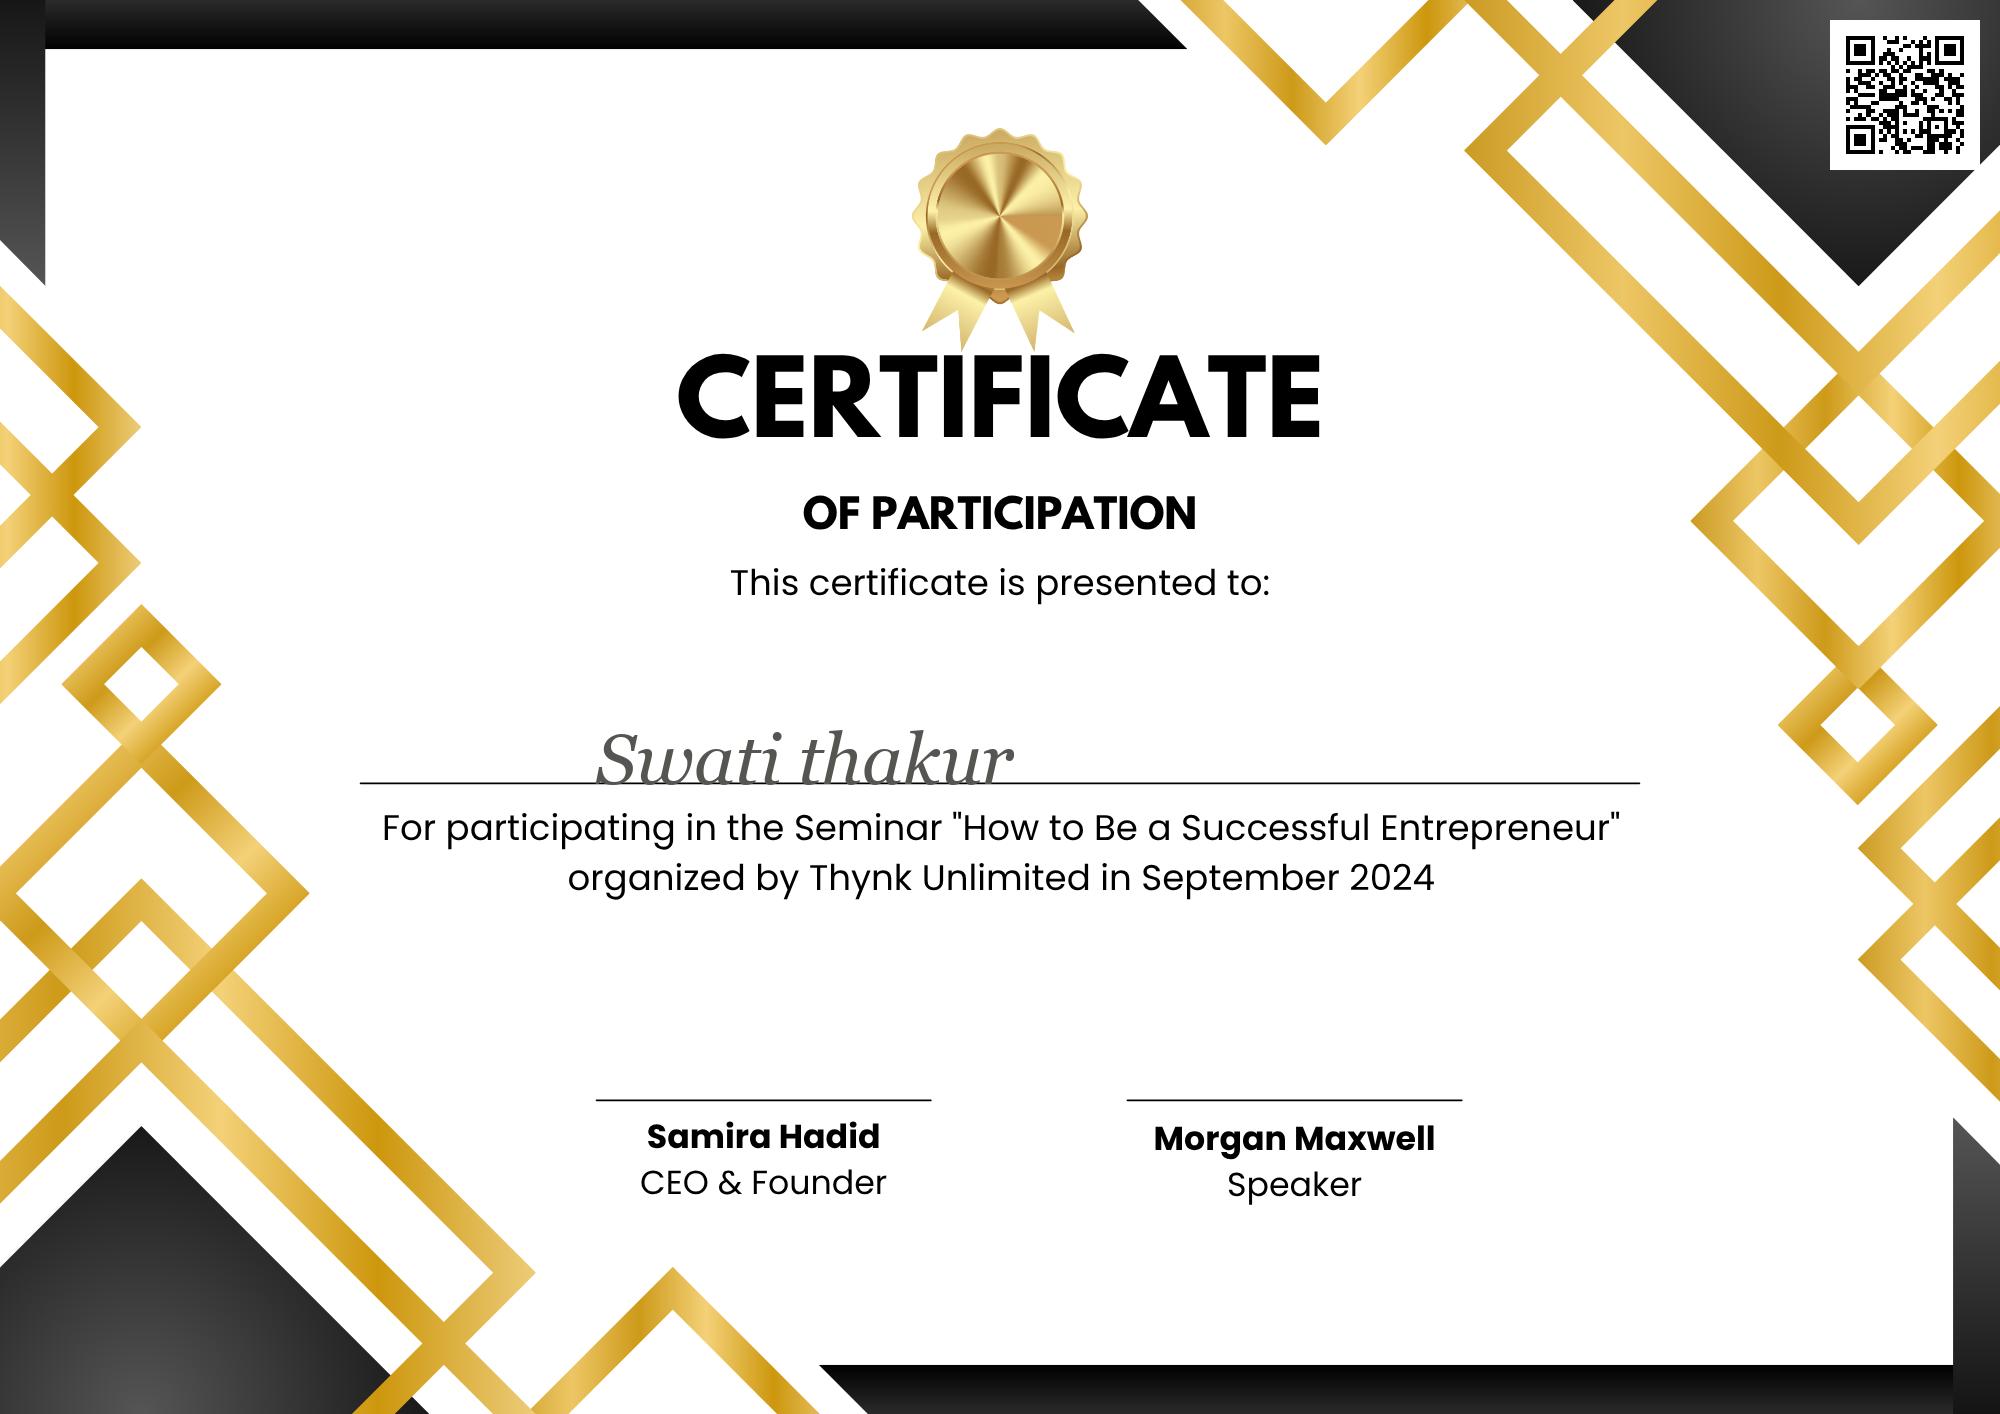 CERTIFICATE
OF PARTICIPATION
This certificate is presented to:
Swati thakur
For participating in the Seminar "How to Be a Successful Entrepreneur"
organized by Thynk Unlimited in September 2024
Samira Hadid
CEO & Founder
Morgan Maxwell
Speaker